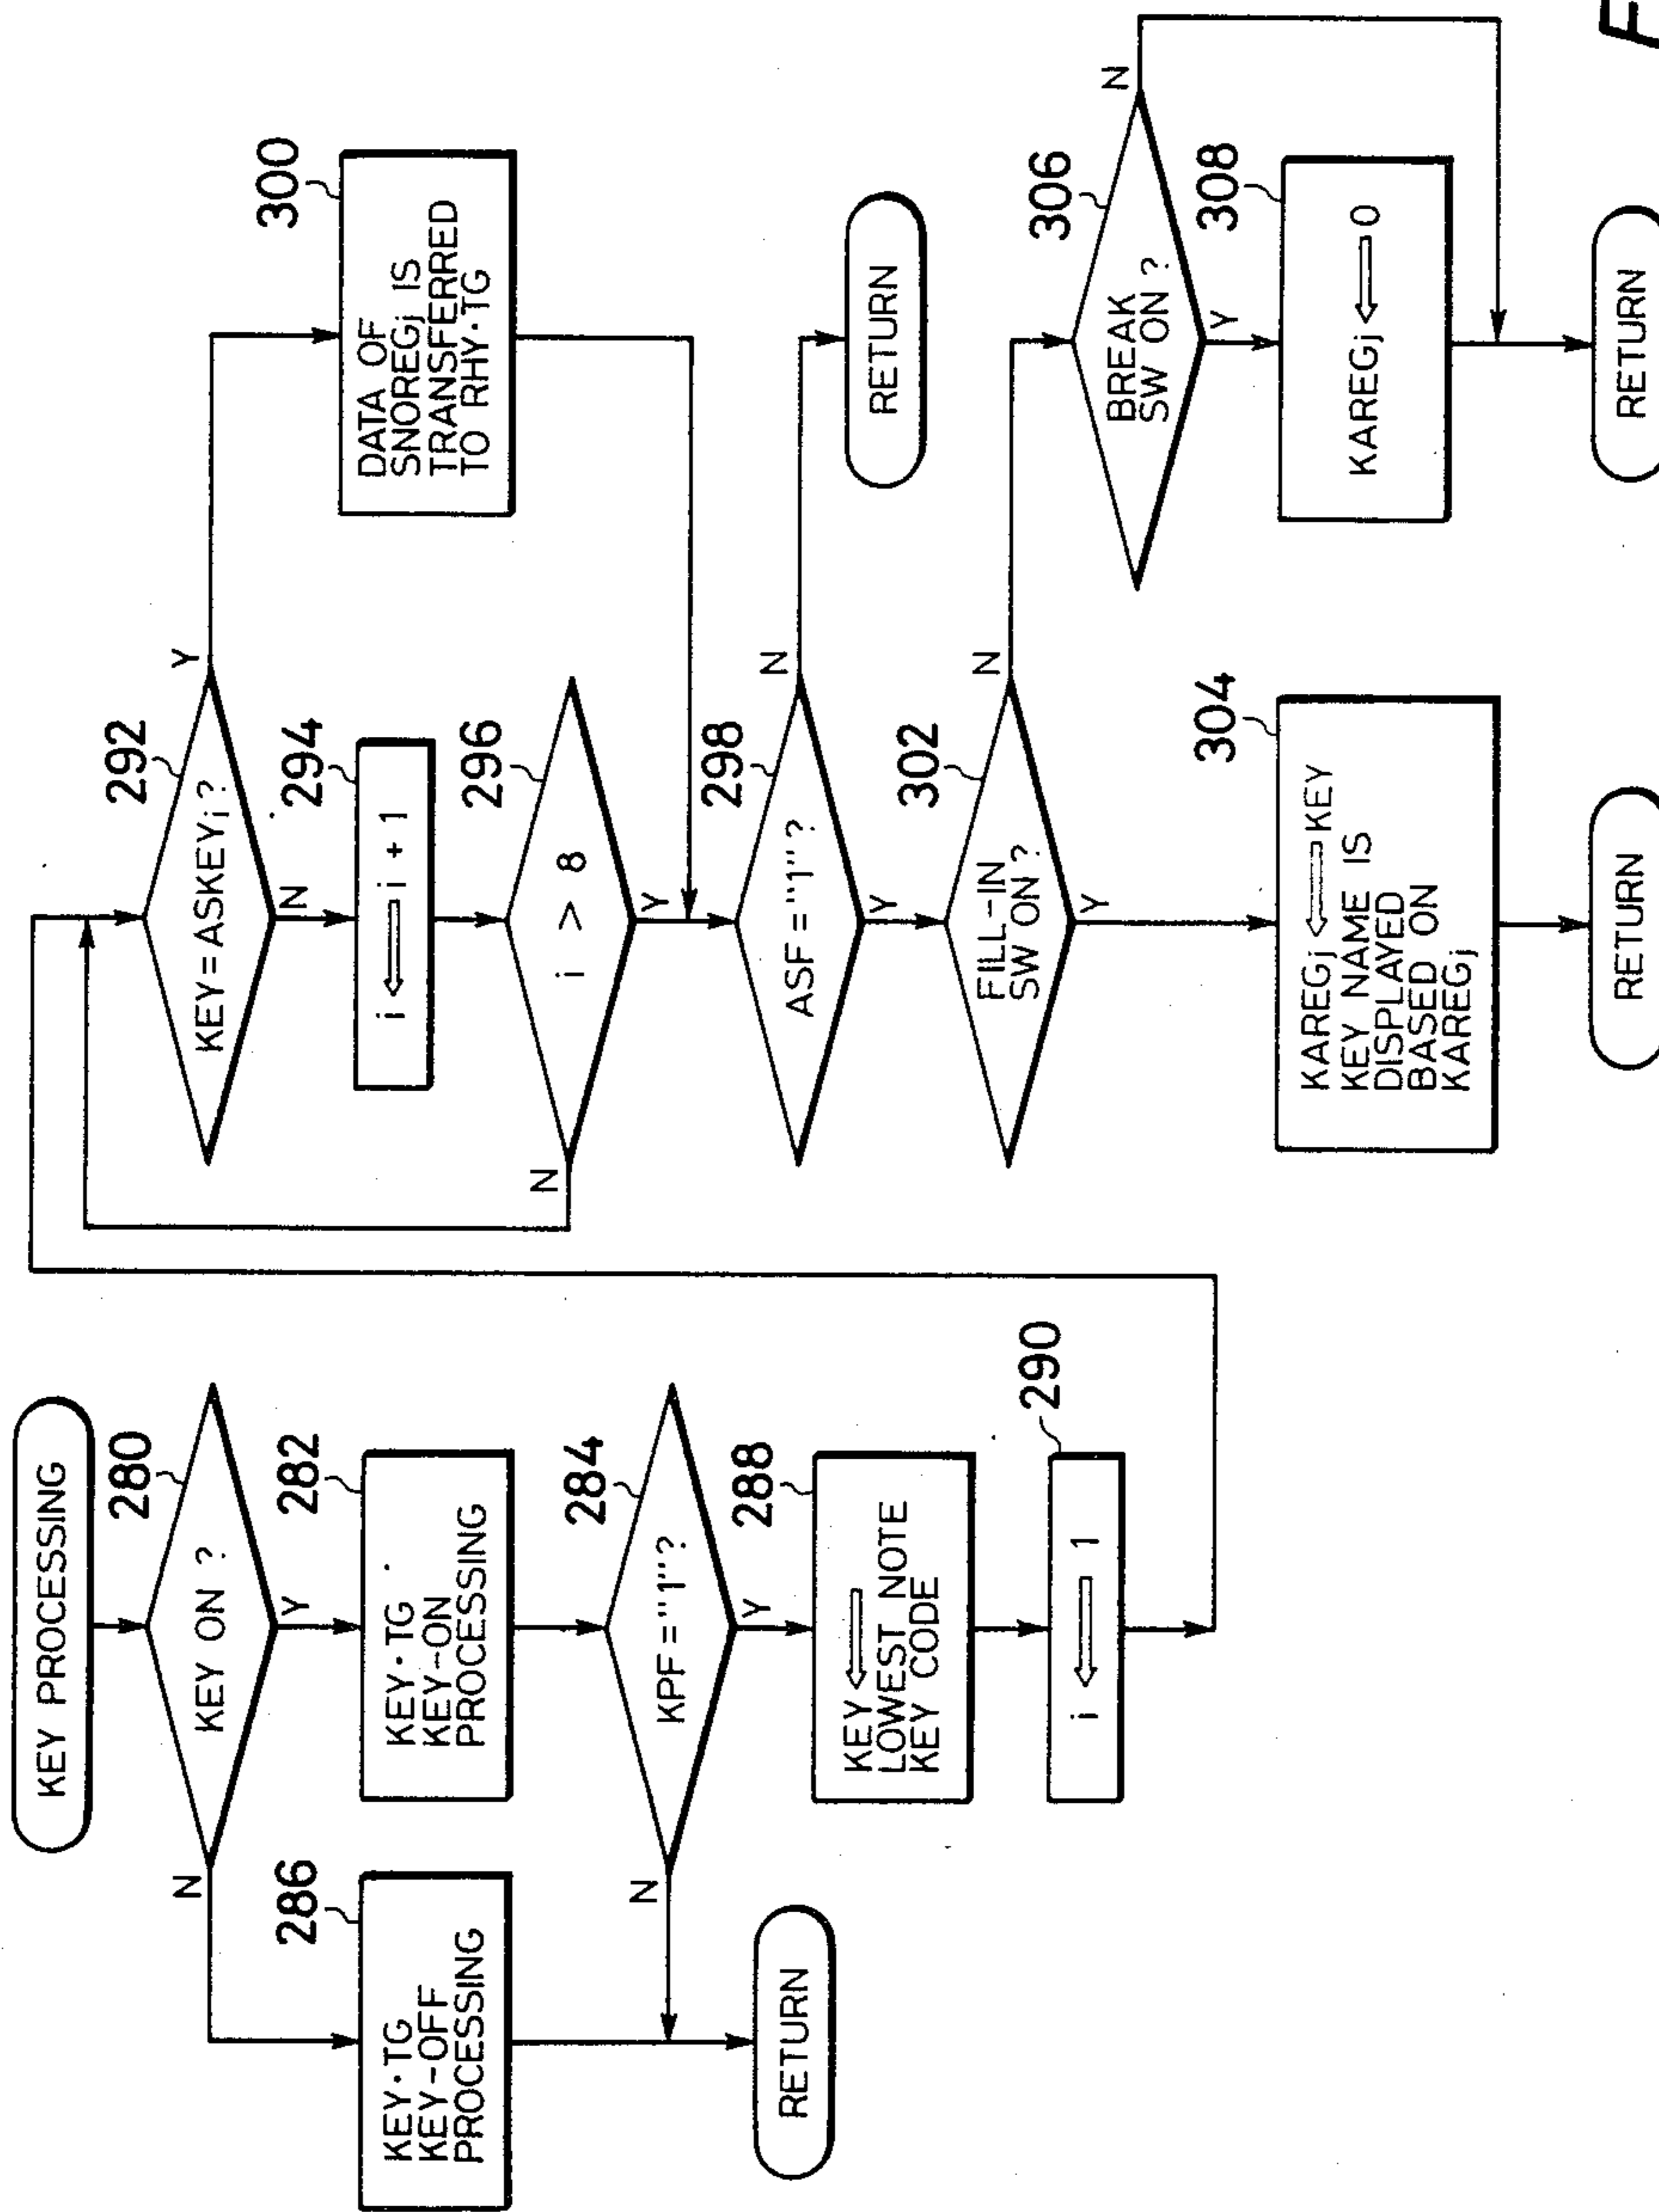 KEY PROCESSING
280
KEY ON ?
N
Y
282
KEY·TG
KEY-ON
PROCESSING
286
KEY·TG
KEY-OFF
PROCESSING
284
KPF="1"?
N
Y
RETURN
288
KEY ⇐
LOWEST NOTE
KEY CODE
290
i ⇐ 1
292
KEY=ASKEYi?
Y
N
294
i ⇐ i + 1
296
i > 8
N
Y
300
DATA OF
SNOREGj IS
TRANSFERRED
TO RHY·TG
298
ASF="1"?
N
Y
RETURN
302
FILL-IN
SW ON?
N
Y
304
KAREGj ⇐ KEY
KEY NAME IS
DISPLAYED
BASED ON
KAREGj
RETURN
306
BREAK
SW ON ?
N
Y
308
KAREGj ⇐ 0
RETURN